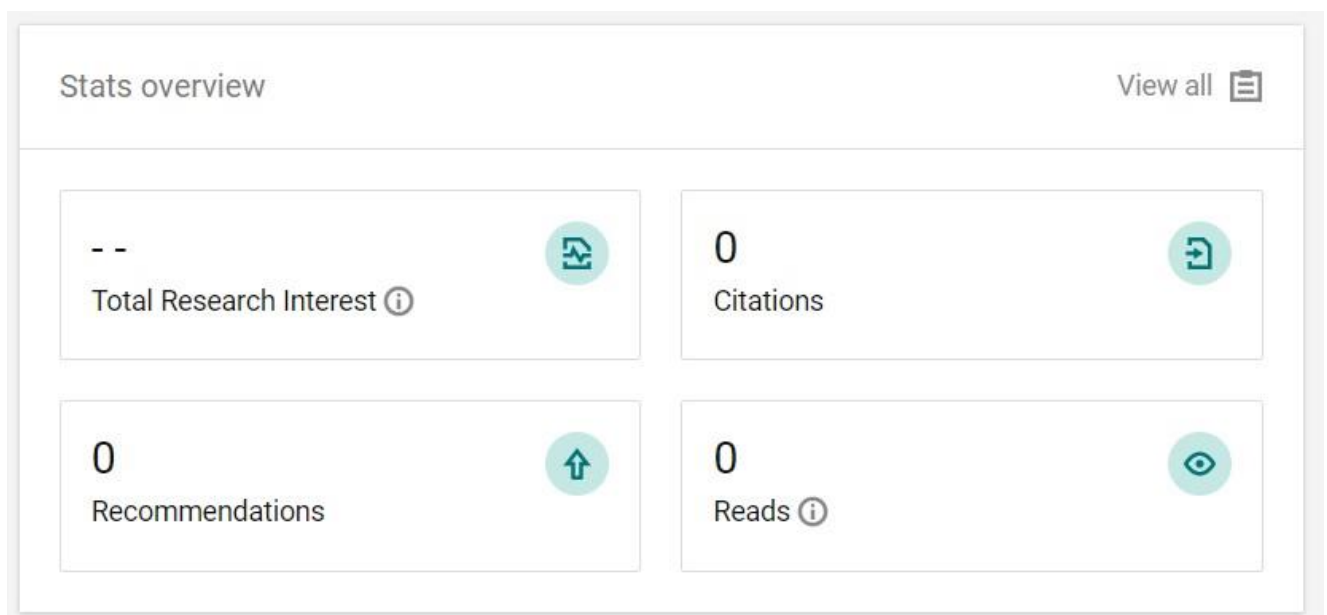 Stats overview
View all
- -
Total Research Interest
0
Citations
0
Recommendations
0
Reads